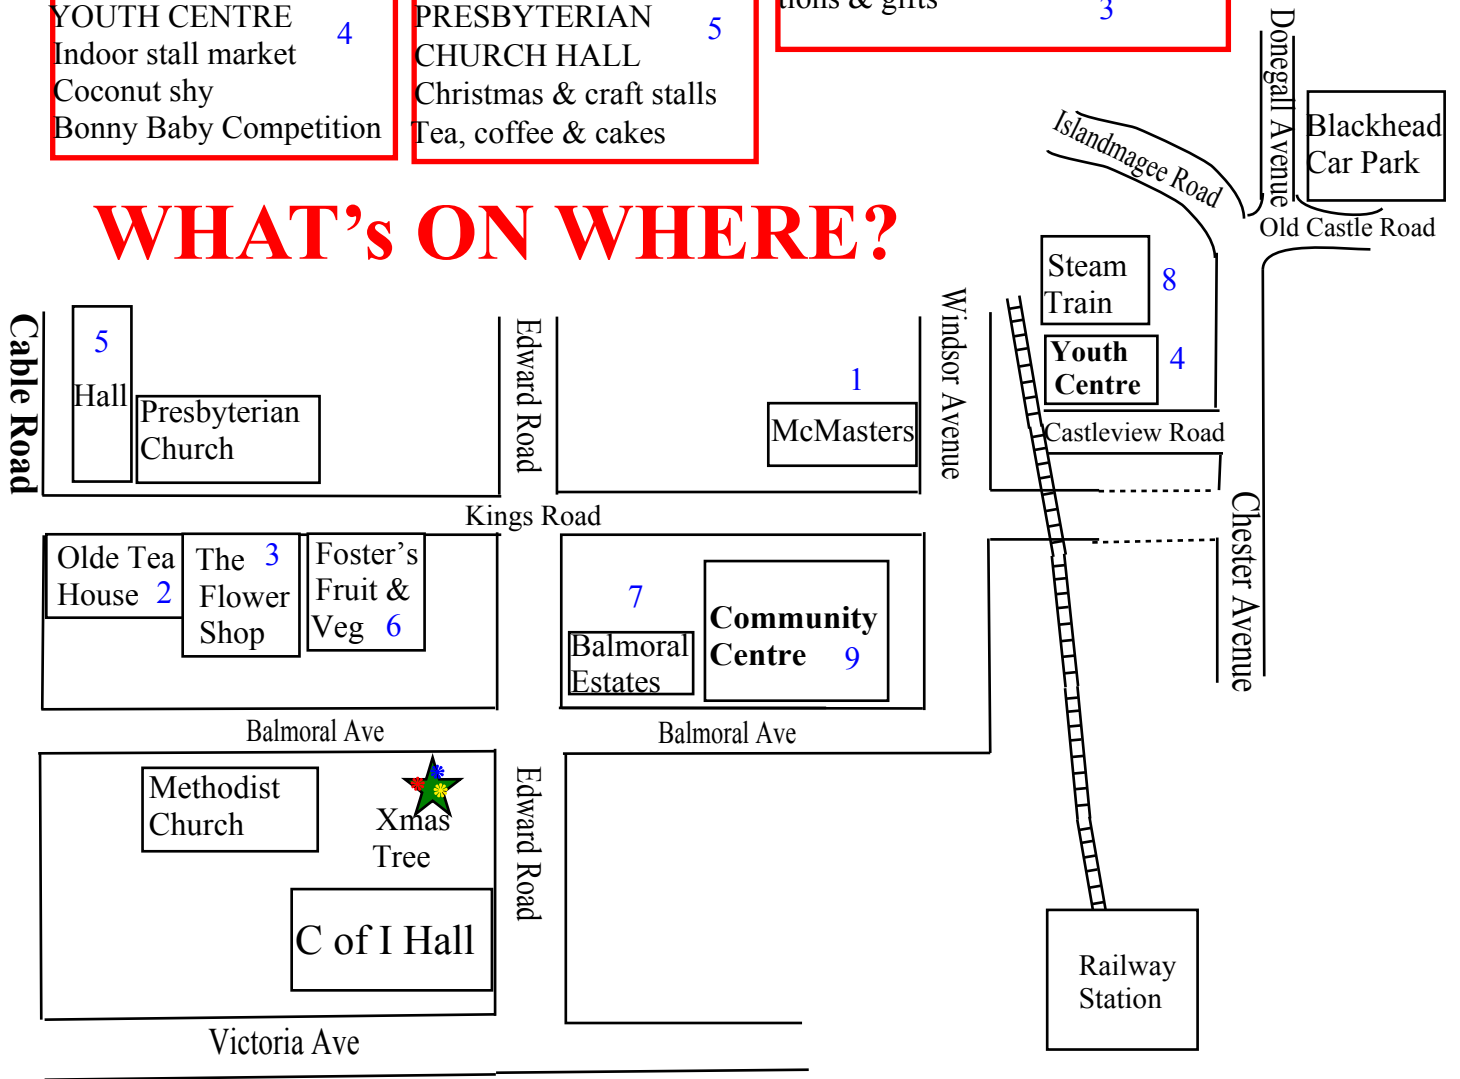 YOUTH CENTRE 4
Indoor stall market
Coconut shy
Bonny Baby Competition
PRESBYTERIAN 5
CHURCH HALL
Christmas & craft stalls
Tea, coffee & cakes
tions & gifts 3
WHAT's ON WHERE?
Donegall Avenue
Blackhead
Car Park
Islandmagee Road
Old Castle Road
Steam
Train
8
Youth
Centre
4
Castleview Road
Cable Road
5
Hall
Presbyterian
Church
Edward Road
1
McMasters
Windsor Avenue
Kings Road
Olde Tea
House 2
The 3
Flower
Shop
Foster's
Fruit &
Veg 6
7
Balmoral
Estates
Community
Centre 9
Chester Avenue
Balmoral Ave
Balmoral Ave
Methodist
Church
Xmas
Tree
Edward Road
C of I Hall
Railway
Station
Victoria Ave